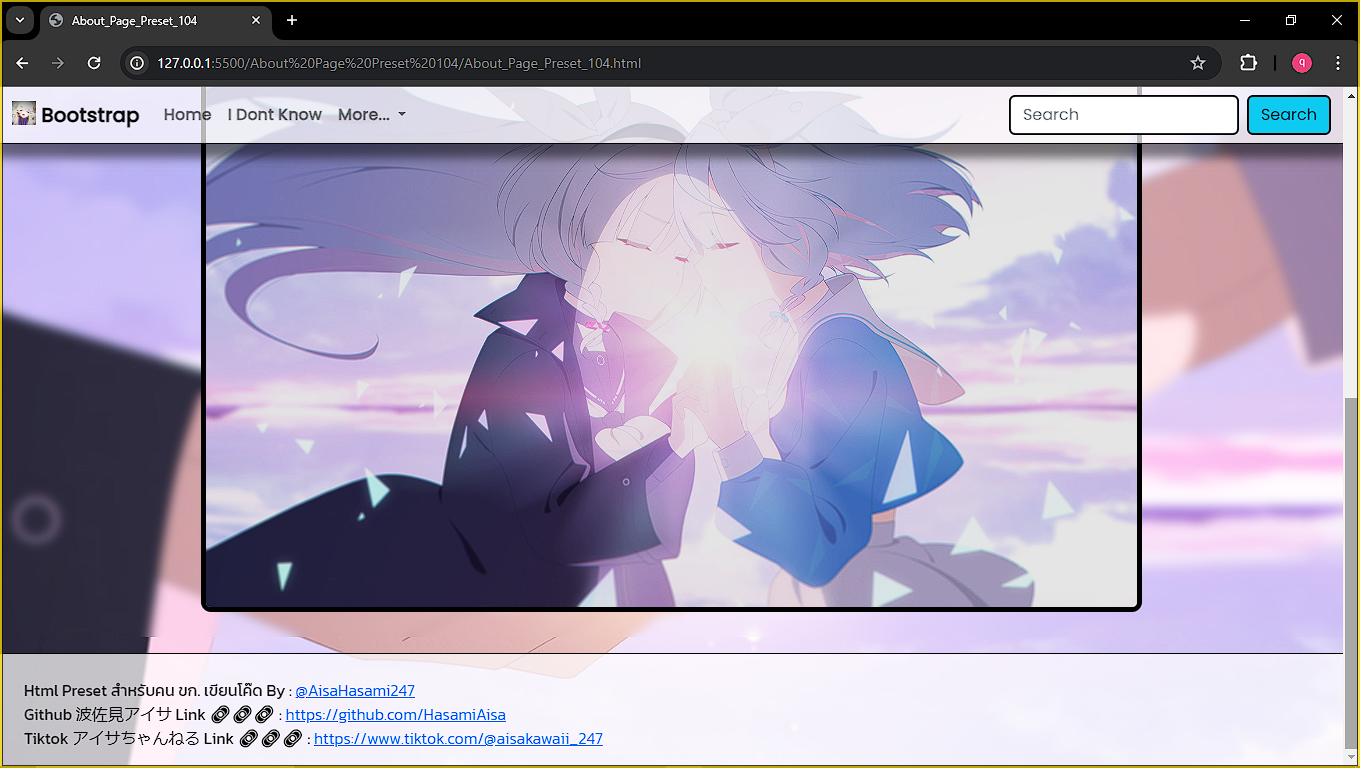 About_Page_Preset_104
127.0.0.1:5500/About%20Page%20Preset%20104/About_Page_Preset_104.html
q
Bootstrap Home I Dont Know More... Search Search
Html Preset สำหรับคน ขก. เขียนโค๊ด By : @AisaHasami247
Github 波佐見アイサ Link 🔗 🔗 🔗 : https://github.com/HasamiAisa
Tiktok アイサちゃんねる Link 🔗 🔗 🔗 : https://www.tiktok.com/@aisakawaii_247